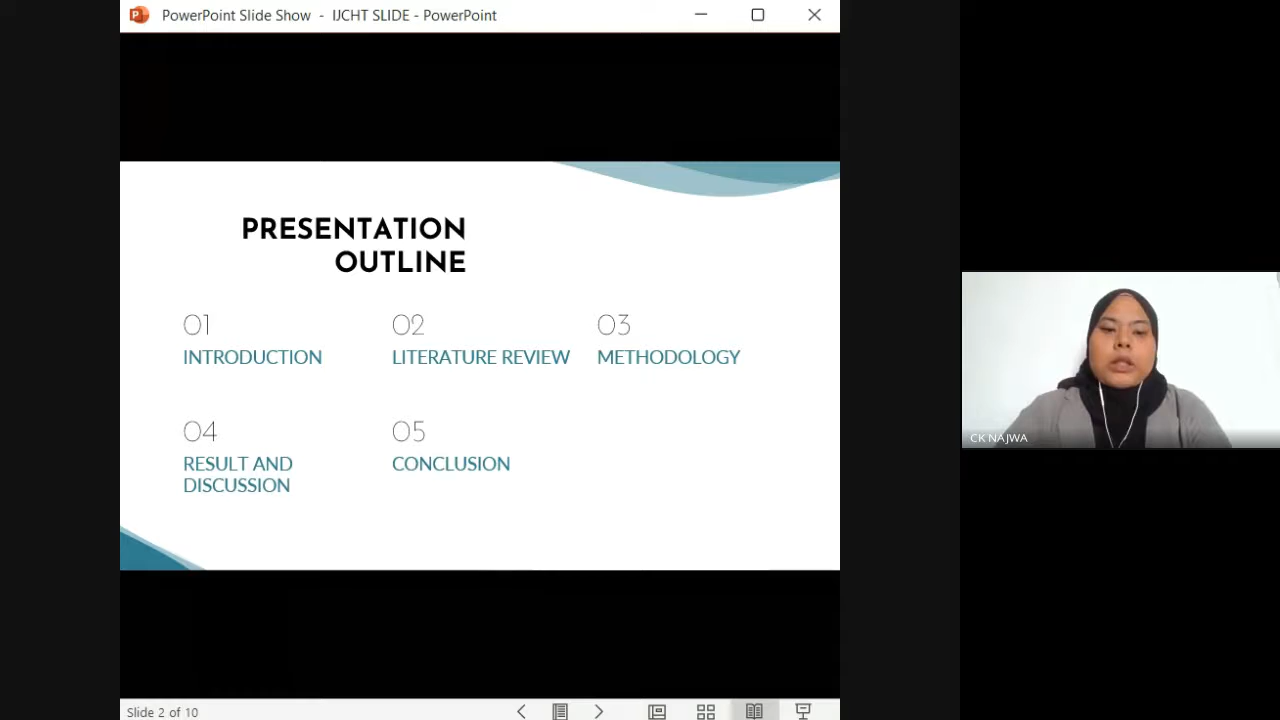 PowerPoint Slide Show - IJCHT SLIDE - PowerPoint
PRESENTATION
OUTLINE
01
INTRODUCTION
02
LITERATURE REVIEW
03
METHODOLOGY
04
RESULT AND
DISCUSSION
05
CONCLUSION
CK NAJWA
Slide 2 of 10